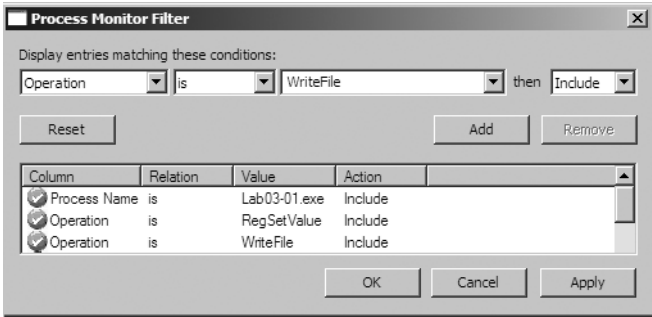 Process Monitor Filter
Display entries matching these conditions:
Operation is WriteFile then Include
Reset Add Remove
Column Relation Value Action
Process Name is Lab03-01.exe Include
Operation is RegSetValue Include
Operation is WriteFile Include
OK Cancel Apply